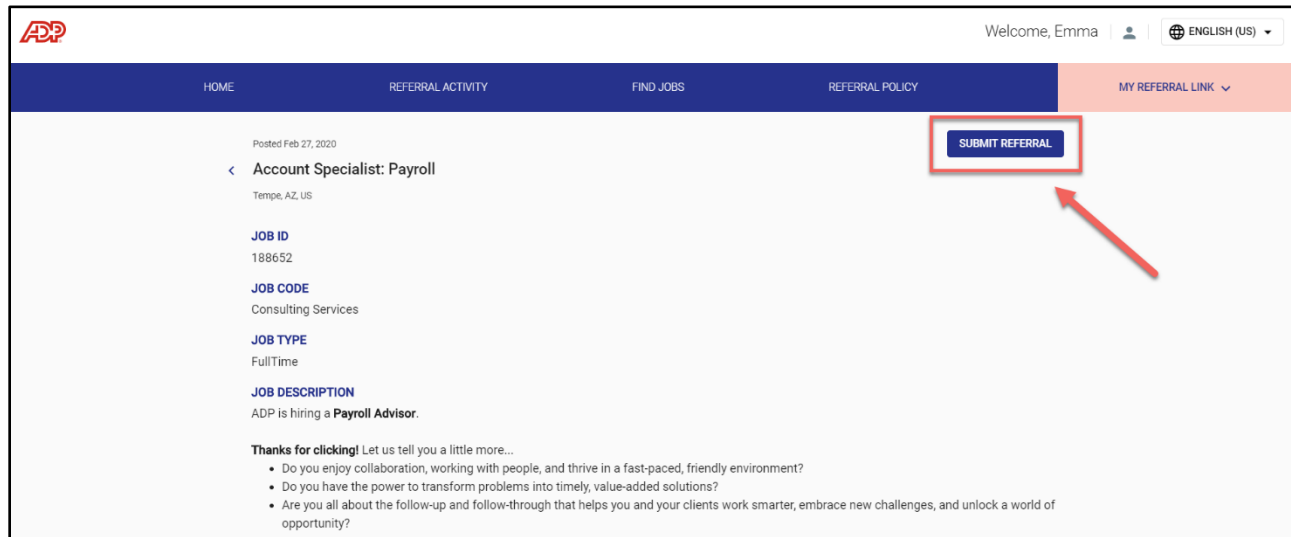 ADP
Welcome, Emma
ENGLISH (US)
HOME
REFERRAL ACTIVITY
FIND JOBS
REFERRAL POLICY
MY REFERRAL LINK
Posted Feb 27, 2020
SUBMIT REFERRAL
Account Specialist: Payroll
Tempe, AZ, US
JOB ID
188652
JOB CODE
Consulting Services
JOB TYPE
FullTime
JOB DESCRIPTION
ADP is hiring a Payroll Advisor.
Thanks for clicking! Let us tell you a little more...
• Do you enjoy collaboration, working with people, and thrive in a fast-paced, friendly environment?
• Do you have the power to transform problems into timely, value-added solutions?
• Are you all about the follow-up and follow-through that helps you and your clients work smarter, embrace new challenges, and unlock a world of
opportunity?